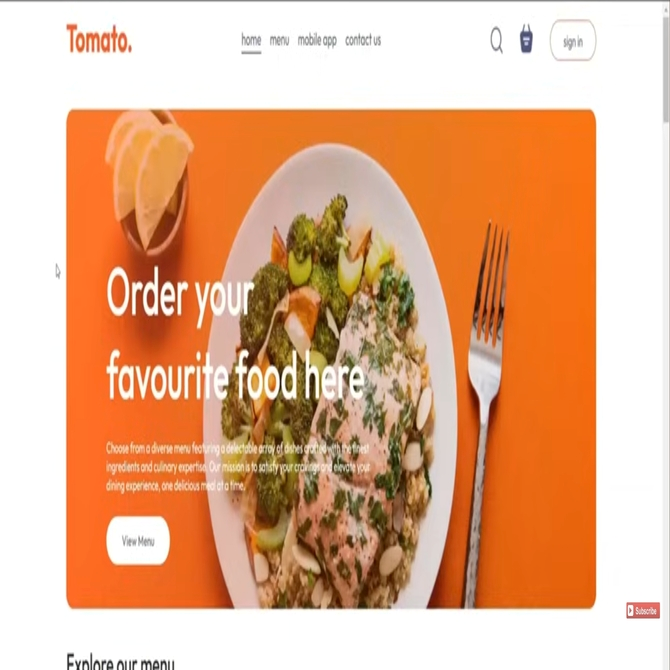 Tomato.
home menu mobile app contact us
sign in
Order your
favourite food here
Choose from a diverse menu featuring a delectable array of dishes crafted with the finest
ingredients and culinary expertise. Our mission is to satisfy your cravings and elevate your
dining experience, one delicious meal at a time.
View Menu
Subscribe
Explore our menu